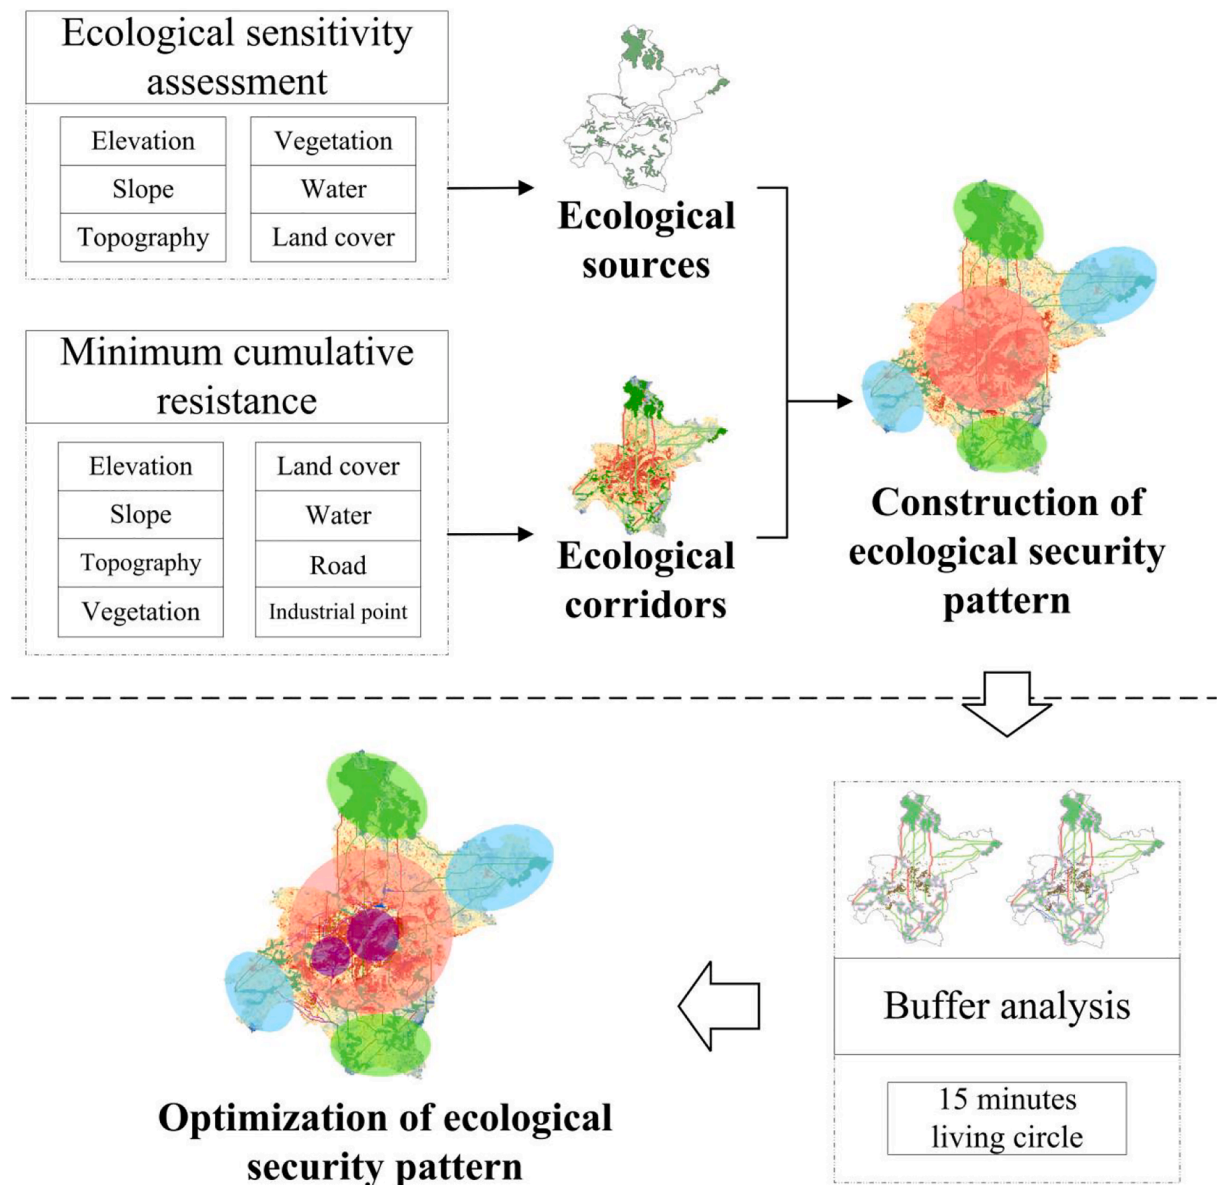 Ecological sensitivity
assessment
Elevation
Vegetation
Slope
Water
Topography
Land cover
Ecological
sources
Minimum cumulative
resistance
Elevation
Land cover
Slope
Water
Topography
Road
Vegetation
Industrial point
Ecological
corridors
Construction of
ecological security
pattern
Buffer analysis
15 minutes
living circle
Optimization of ecological
security pattern